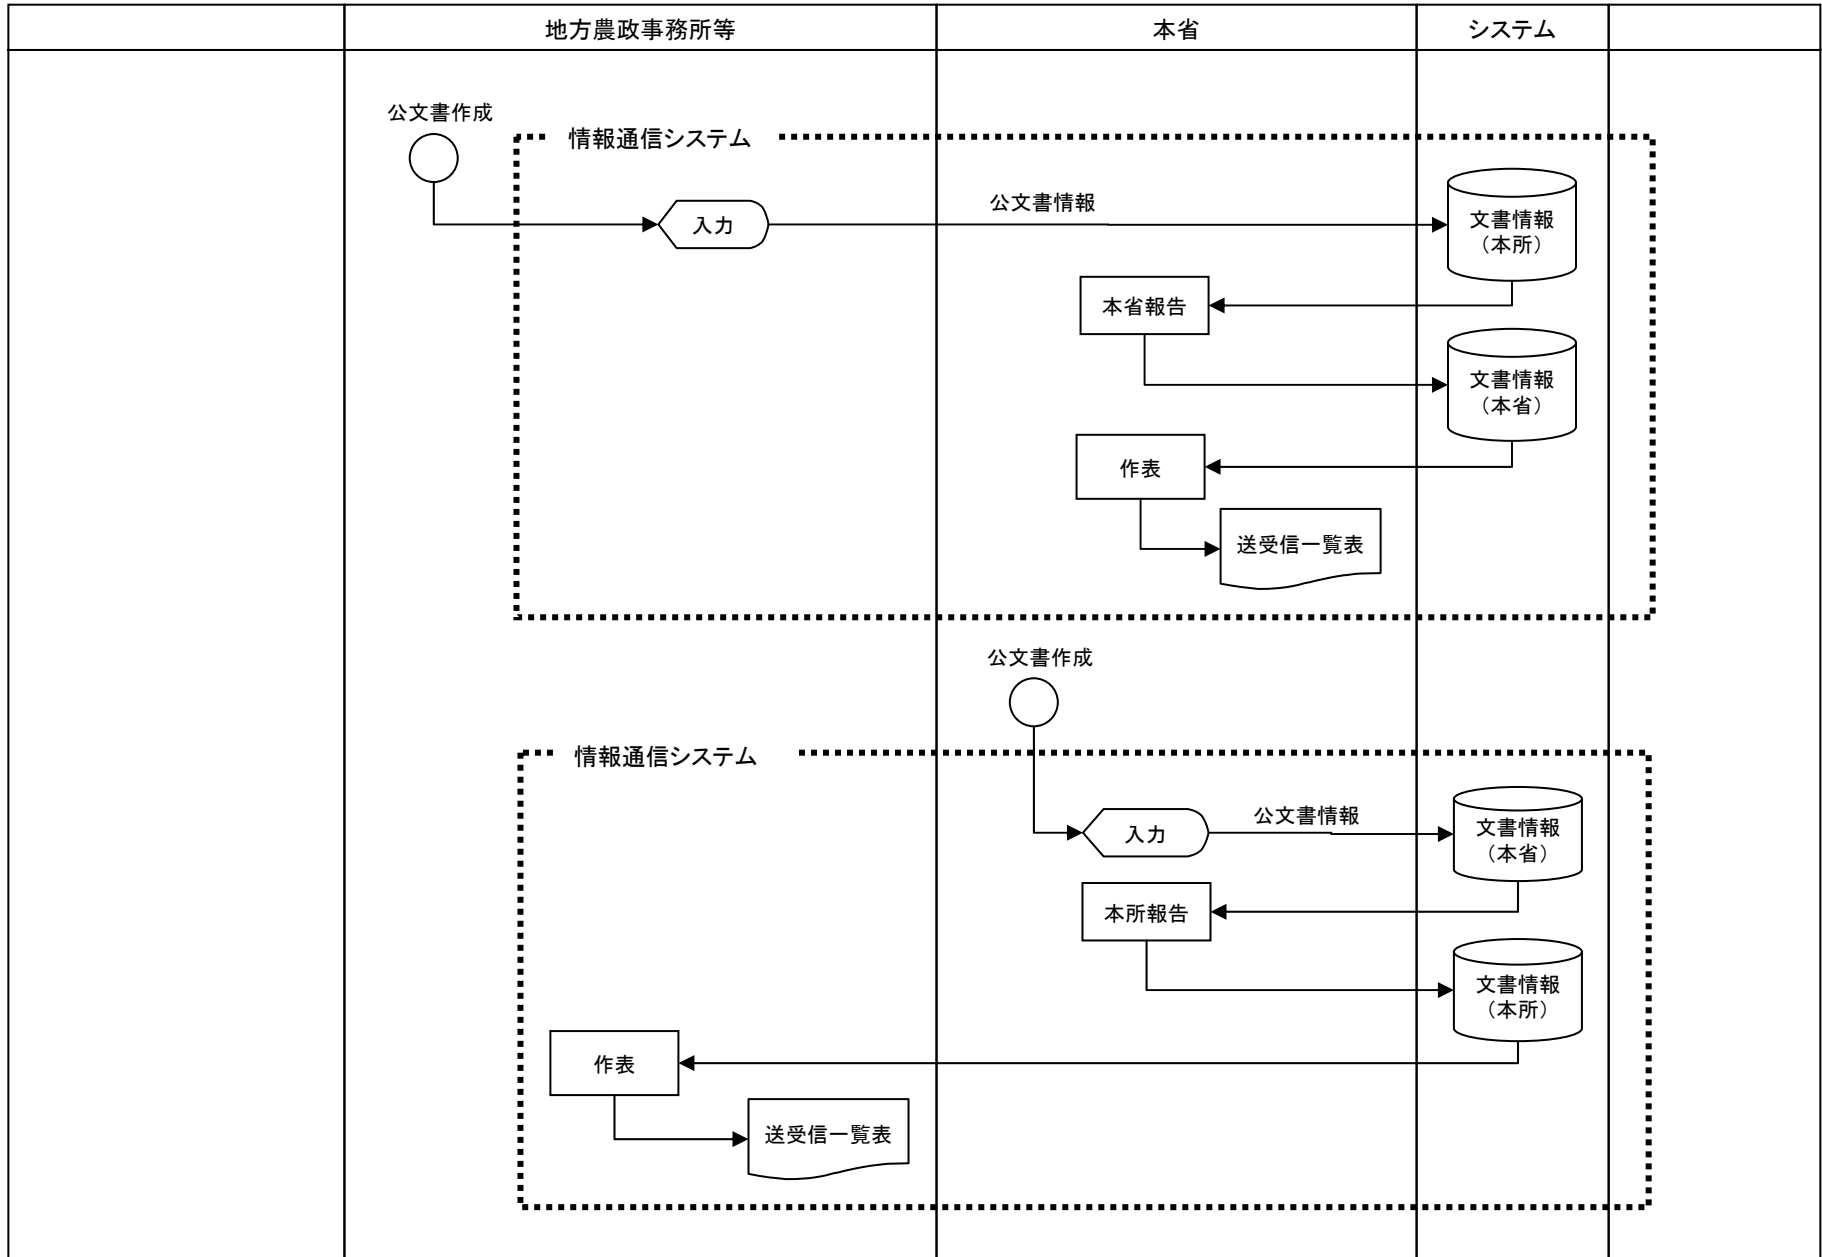 地方農政事務所等
本省
システム
公文書作成
情報通信システム
入力
公文書情報
文書情報
（本所）
本省報告
文書情報
（本省）
作表
送受信一覧表
公文書作成
情報通信システム
入力
公文書情報
文書情報
（本省）
本所報告
文書情報
（本所）
作表
送受信一覧表